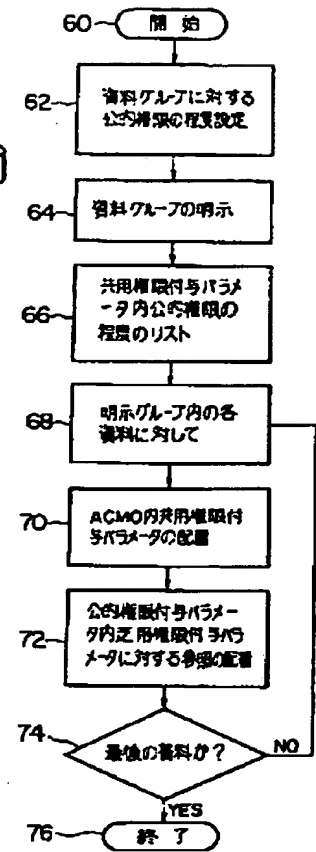 60
開 始
62
資料グループに対する
公的権限の程度設定
64
資料グループの明示
66
共用権限付与パラメ
ータ内公的権限の
程度のリスト
68
明示グループ内の各
資料に対して
70
ACMO内共用権限付
与パラメータの配置
72
公的権限付与パラメー
タ内 用権限付与パラ
メータに対する参照の配置
74
最後の資料か?
NO
YES
76
終 了